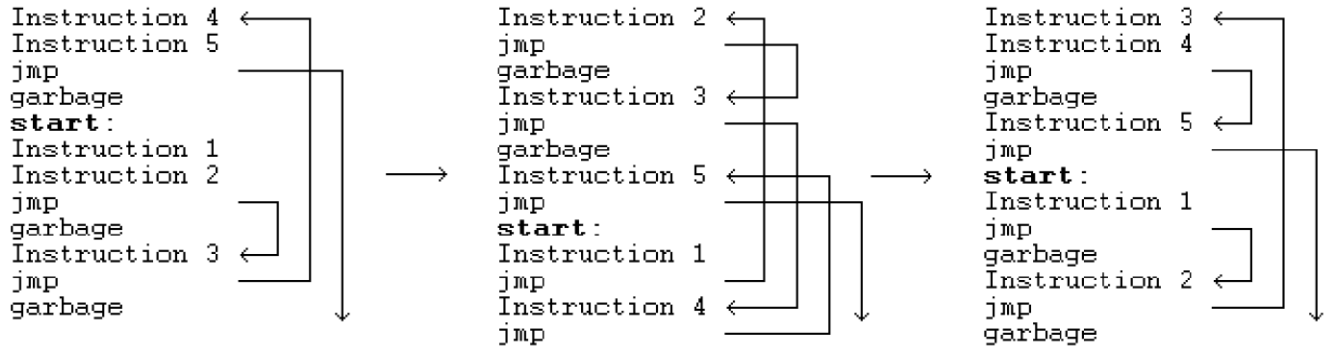 Instruction 4
Instruction 5
jmp
garbage
start:
Instruction 1
Instruction 2
jmp
garbage
Instruction 3
jmp
garbage
Instruction 2
jmp
garbage
Instruction 3
jmp
garbage
Instruction 5
jmp
start:
Instruction 1
jmp
Instruction 4
jmp
Instruction 3
Instruction 4
jmp
garbage
Instruction 5
jmp
start:
Instruction 1
jmp
garbage
Instruction 2
jmp
garbage